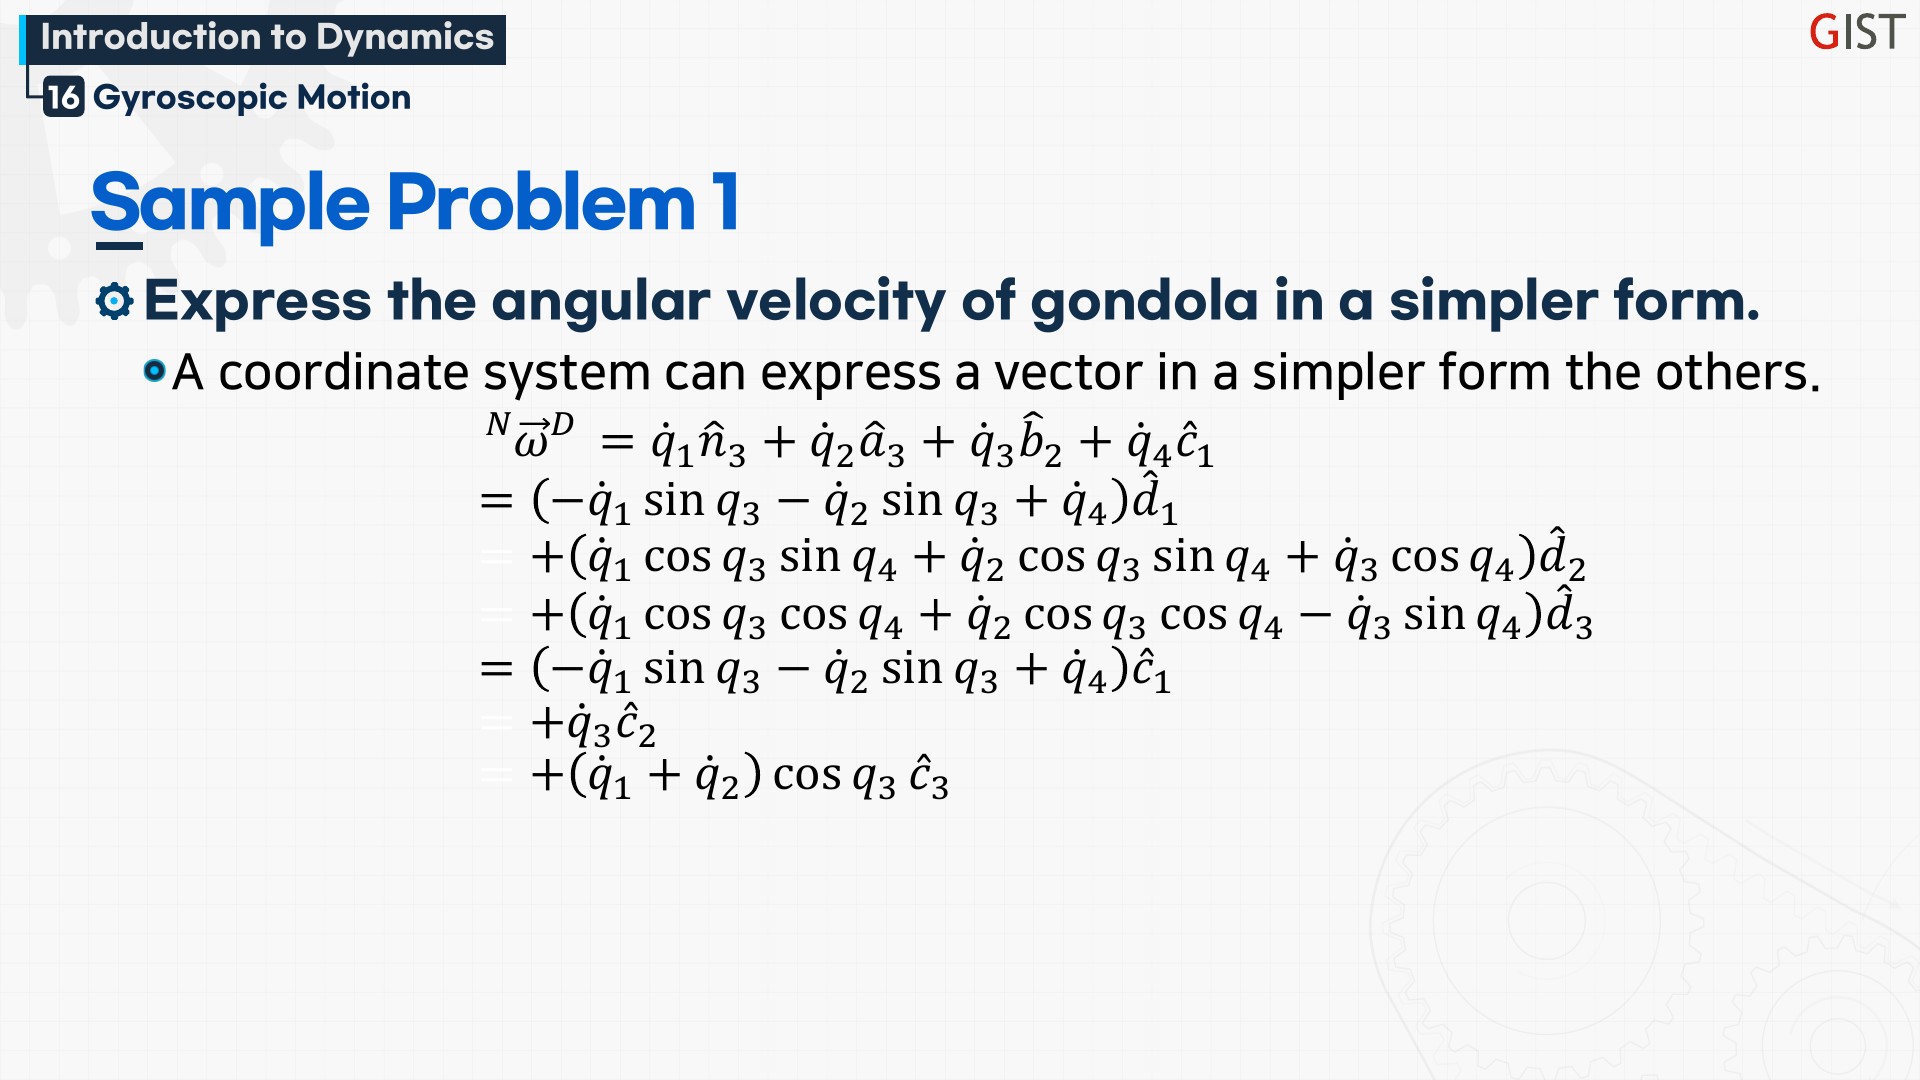 Introduction to Dynamics
GIST
16 Gyroscopic Motion
Sample Problem 1
Express the angular velocity of gondola in a simpler form.
A coordinate system can express a vector in a simpler form the others.
ᴺω⃗ᴰ = q̇₁n̂₃ + q̇₂â₃ + q̇₃b̂₂ + q̇₄ĉ₁
= (−q̇₁ sin q₃ − q̇₂ sin q₃ + q̇₄)d̂₁
= +(q̇₁ cos q₃ sin q₄ + q̇₂ cos q₃ sin q₄ + q̇₃ cos q₄)d̂₂
= +(q̇₁ cos q₃ cos q₄ + q̇₂ cos q₃ cos q₄ − q̇₃ sin q₄)d̂₃
= (−q̇₁ sin q₃ − q̇₂ sin q₃ + q̇₄)ĉ₁
= +q̇₃ĉ₂
= +(q̇₁ + q̇₂) cos q₃ ĉ₃